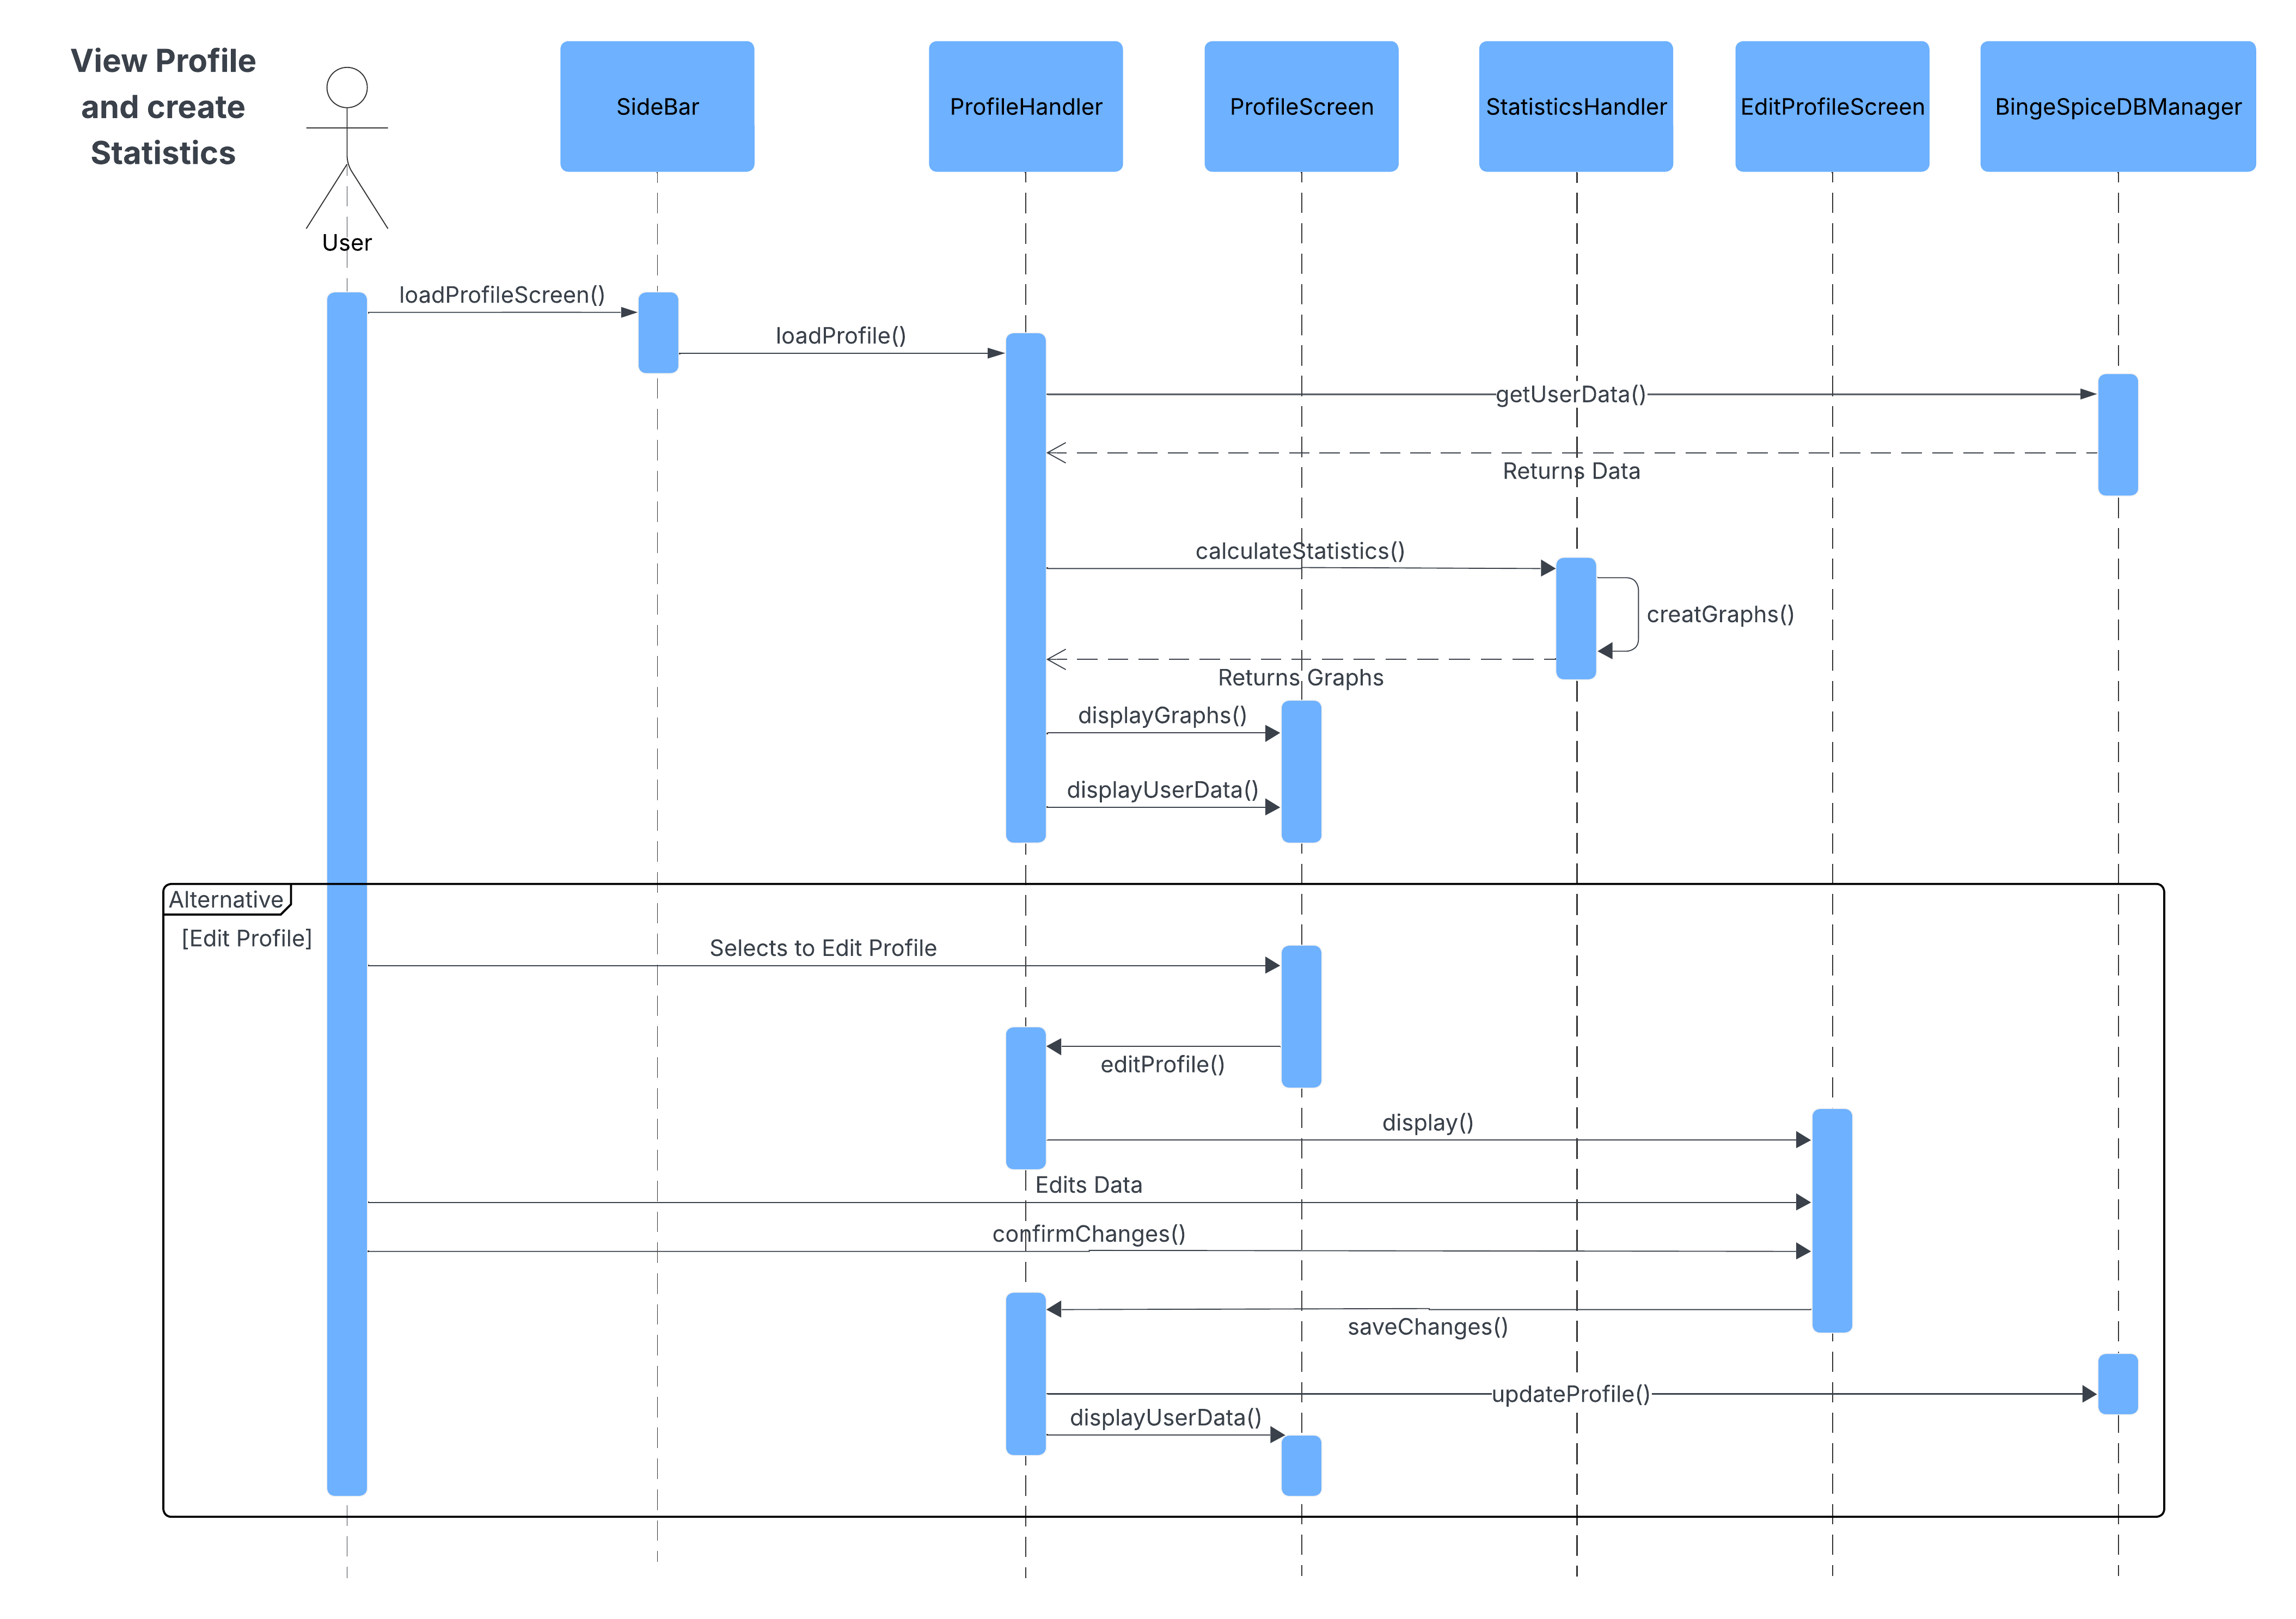 View Profile
and create
Statistics
User
SideBar
ProfileHandler
ProfileScreen
StatisticsHandler
EditProfileScreen
BingeSpiceDBManager
loadProfileScreen()
loadProfile()
getUserData()
Returns Data
calculateStatistics()
creatGraphs()
Returns Graphs
displayGraphs()
displayUserData()
Alternative
[Edit Profile]
Selects to Edit Profile
editProfile()
display()
Edits Data
confirmChanges()
saveChanges()
updateProfile()
displayUserData()